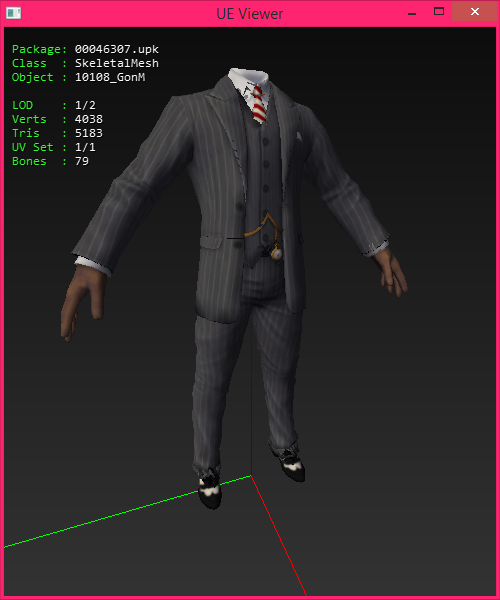 UE Viewer
Package: 00046307.upk
Class : SkeletalMesh
Object : 10108_GonM
LOD : 1/2
Verts : 4038
Tris : 5183
UV Set : 1/1
Bones : 79